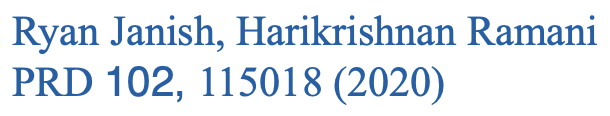 Ryan Janish, Harikrishnan Ramani
PRD 102, 115018 (2020)